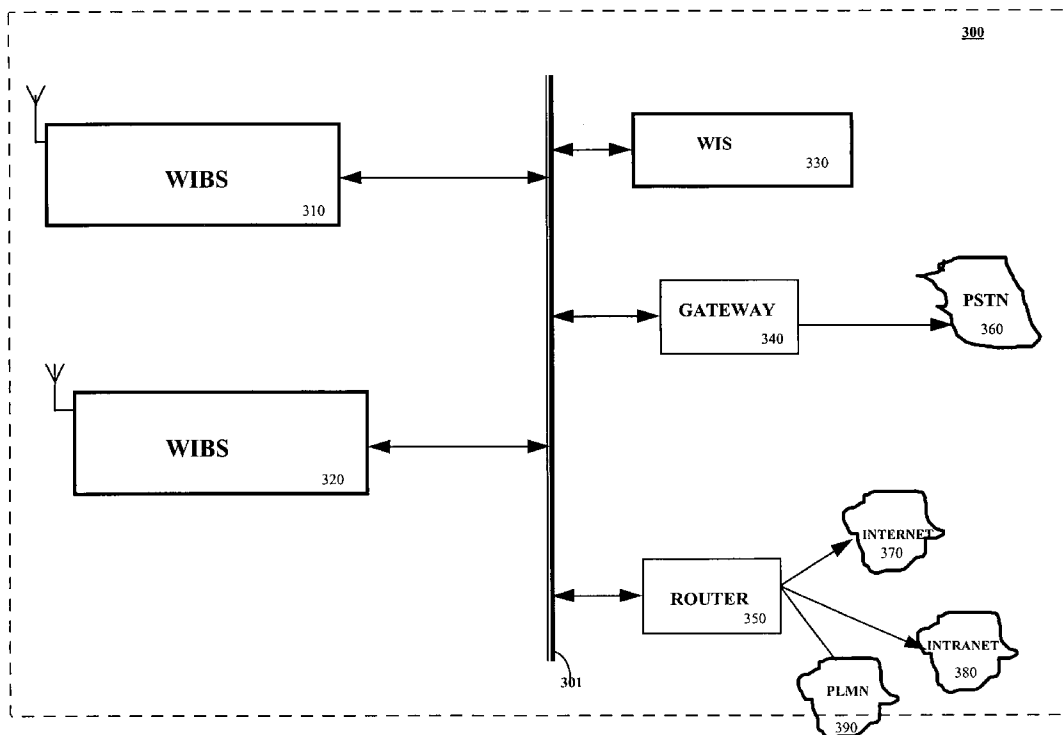 300
WIBS
310
WIS
330
GATEWAY
340
PSTN
360
WIBS
320
INTERNET
370
ROUTER
350
INTRANET
380
301
PLMN
390